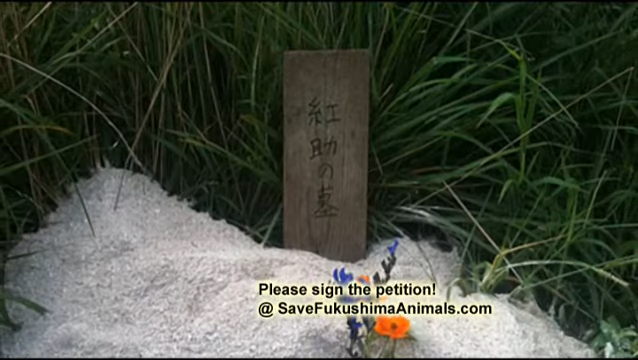 紅助の墓
Please sign the petition!
@ SaveFukushimaAnimals.com